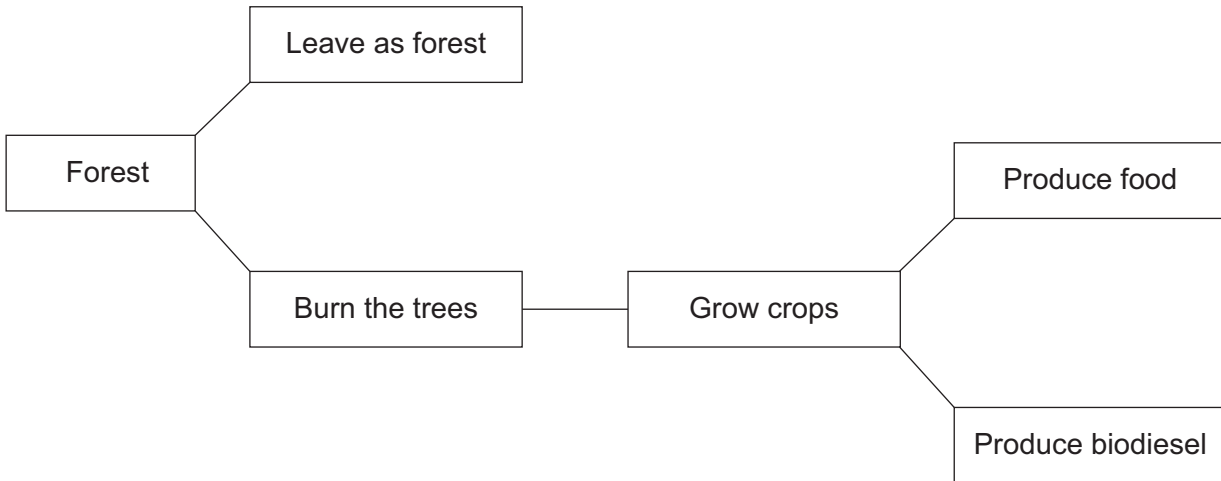 Leave as forest
Forest
Produce food
Burn the trees
Grow crops
Produce biodiesel